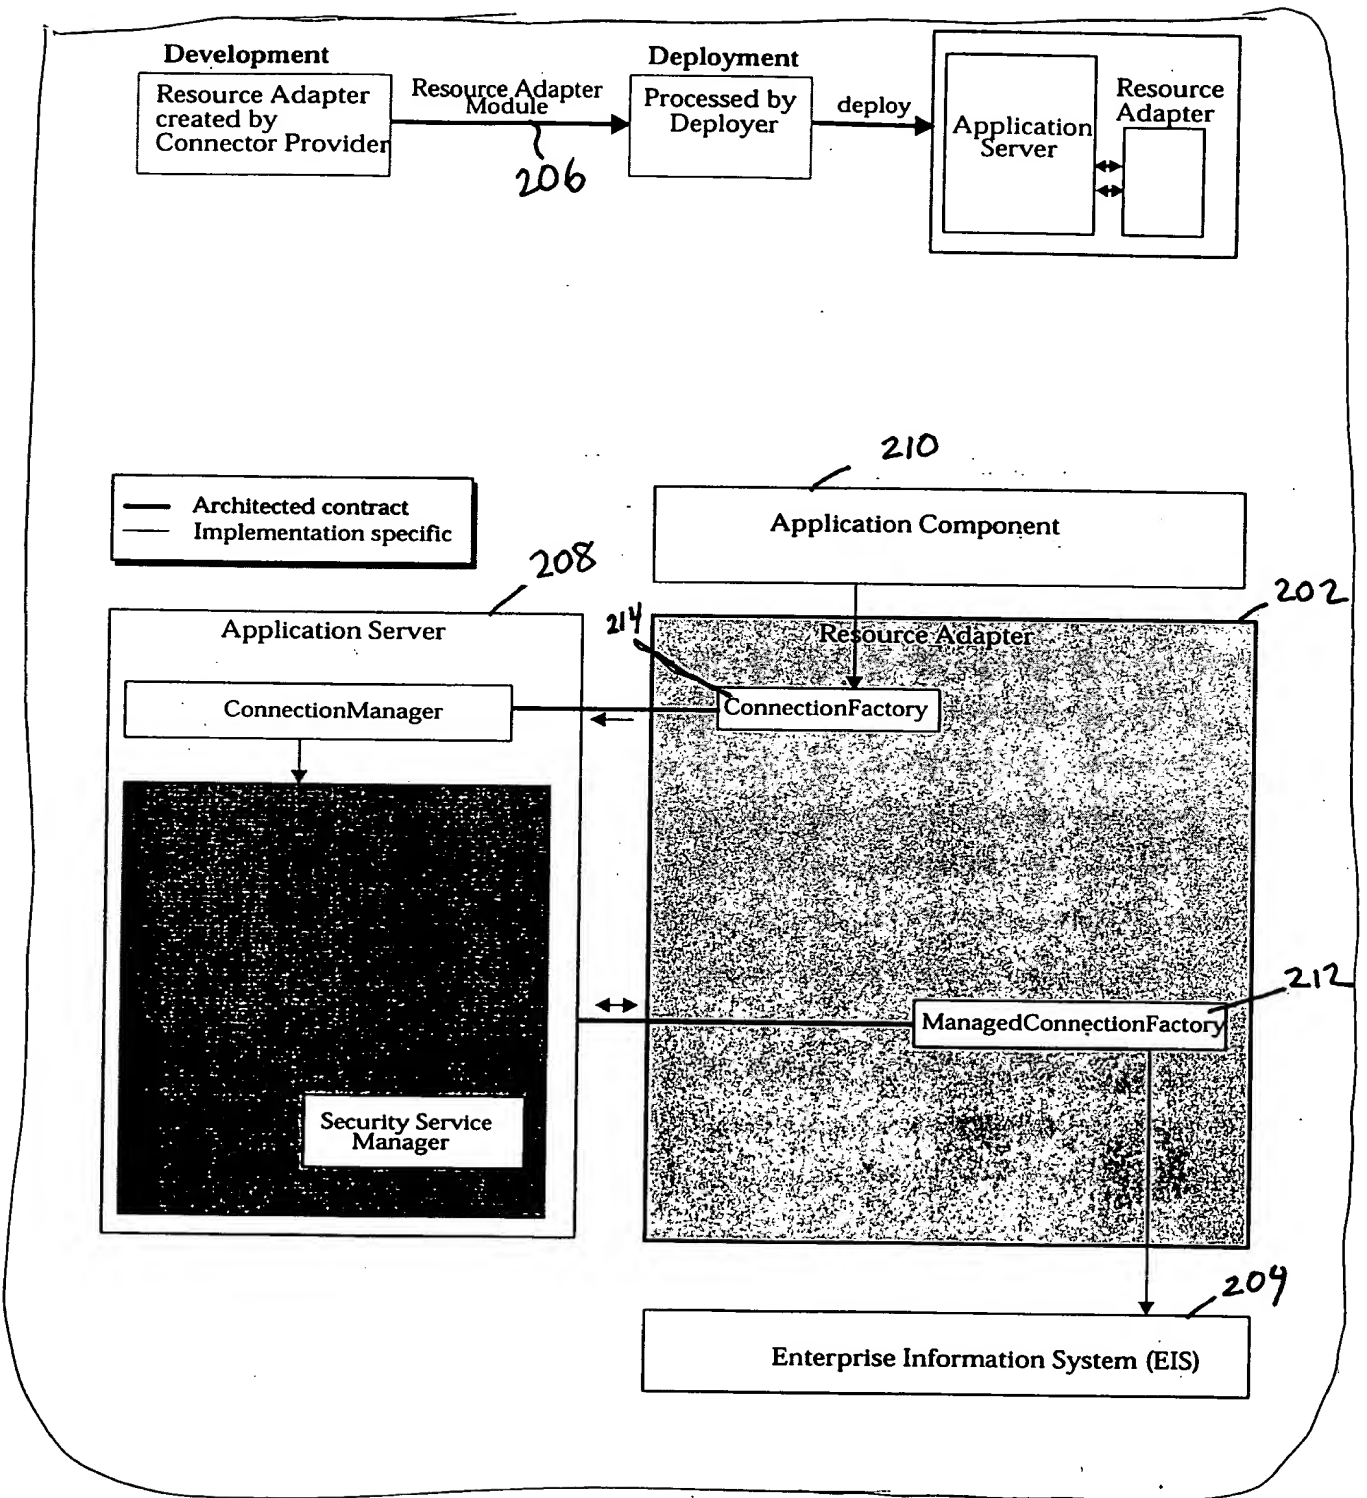 Development
Resource Adapter
created by
Connector Provider
Resource Adapter
Module
206
Deployment
Processed by
Deployer
deploy
Application
Server
Resource
Adapter
210
Architected contract
Implementation specific
Application Component
208
202
Application Server
214
Resource Adapter
ConnectionManager
ConnectionFactory
212
ManagedConnectionFactory
Security Service
Manager
204
Enterprise Information System (EIS)